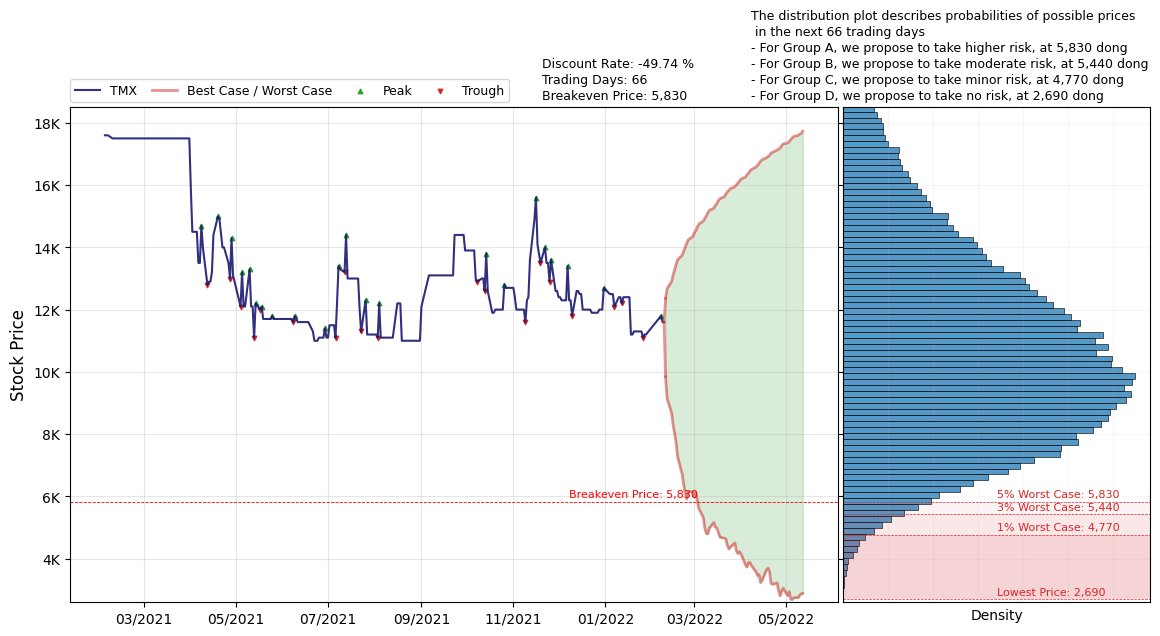 The distribution plot describes probabilities of possible prices
in the next 66 trading days
- For Group A, we propose to take higher risk, at 5,830 dong
- For Group B, we propose to take moderate risk, at 5,440 dong
- For Group C, we propose to take minor risk, at 4,770 dong
- For Group D, we propose to take no risk, at 2,690 dong
Discount Rate: -49.74 %
Trading Days: 66
Breakeven Price: 5,830
TMX
Best Case / Worst Case
Peak
Trough
Stock Price
18K
16K
14K
12K
10K
8K
6K
4K
Breakeven Price: 5,830
5% Worst Case: 5,830
3% Worst Case: 5,440
1% Worst Case: 4,770
Lowest Price: 2,690
03/2021
05/2021
07/2021
09/2021
11/2021
01/2022
03/2022
05/2022
Density